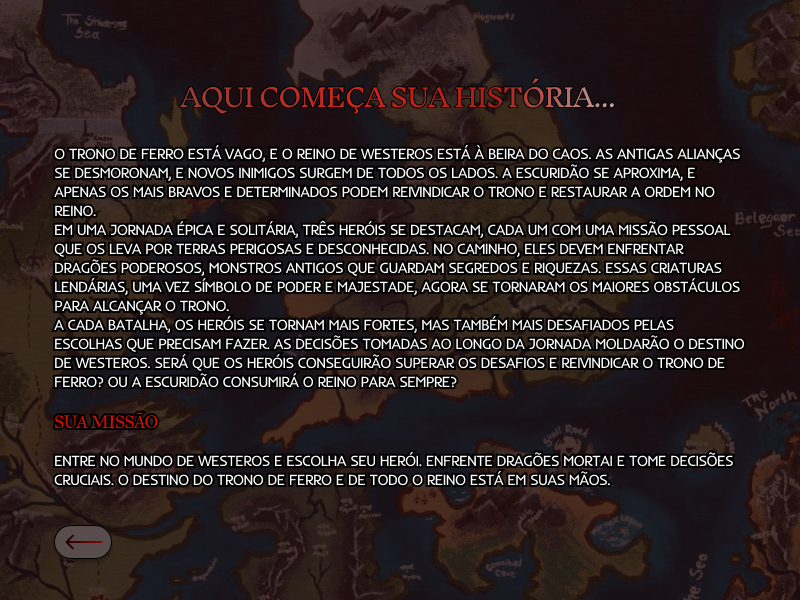 The Shivering
Sea
Hogwarts
AQUI COMEÇA SUA HISTÓRIA...
O TRONO DE FERRO ESTÁ VAGO, E O REINO DE WESTEROS ESTÁ À BEIRA DO CAOS. AS ANTIGAS ALIANÇAS
SE DESMORONAM, E NOVOS INIMIGOS SURGEM DE TODOS OS LADOS. A ESCURIDÃO SE APROXIMA, E
APENAS OS MAIS BRAVOS E DETERMINADOS PODEM REIVINDICAR O TRONO E RESTAURAR A ORDEM NO
REINO.
Belegaer
Sea
EM UMA JORNADA ÉPICA E SOLITÁRIA, TRÊS HERÓIS SE DESTACAM, CADA UM COM UMA MISSÃO PESSOAL
QUE OS LEVA POR TERRAS PERIGOSAS E DESCONHECIDAS. NO CAMINHO, ELES DEVEM ENFRENTAR
DRAGÕES PODEROSOS, MONSTROS ANTIGOS QUE GUARDAM SEGREDOS E RIQUEZAS. ESSAS CRIATURAS
LENDÁRIAS, UMA VEZ SÍMBOLO DE PODER E MAJESTADE, AGORA SE TORNARAM OS MAIORES OBSTÁCULOS
PARA ALCANÇAR O TRONO.
A CADA BATALHA, OS HERÓIS SE TORNAM MAIS FORTES, MAS TAMBÉM MAIS DESAFIADOS PELAS
ESCOLHAS QUE PRECISAM FAZER. AS DECISÕES TOMADAS AO LONGO DA JORNADA MOLDARÃO O DESTINO
DE WESTEROS. SERÁ QUE OS HERÓIS CONSEGUIRÃO SUPERAR OS DESAFIOS E REIVINDICAR O TRONO DE
FERRO? OU A ESCURIDÃO CONSUMIRÁ O REINO PARA SEMPRE?
The
North
SUA MISSÃO
ENTRE NO MUNDO DE WESTEROS E ESCOLHA SEU HERÓI. ENFRENTE DRAGÕES MORTAI E TOME DECISÕES
CRUCIAIS. O DESTINO DO TRONO DE FERRO E DE TODO O REINO ESTÁ EM SUAS MÃOS.
Cannibal
Cove
the Sea